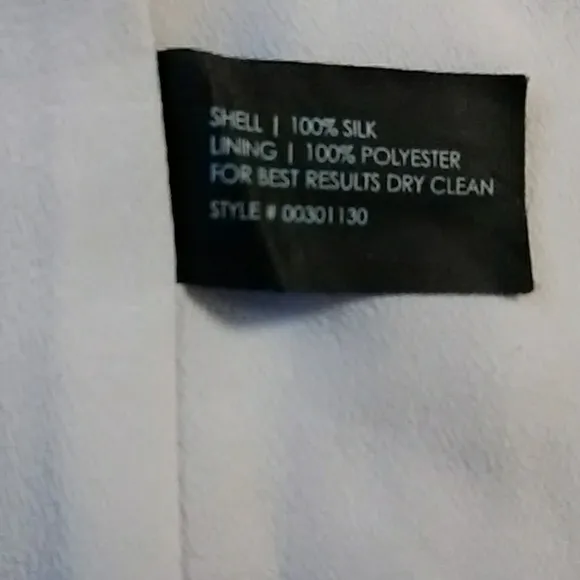 SHELL | 100% SILK
LINING | 100% POLYESTER
FOR BEST RESULTS DRY CLEAN
STYLE # 00301130